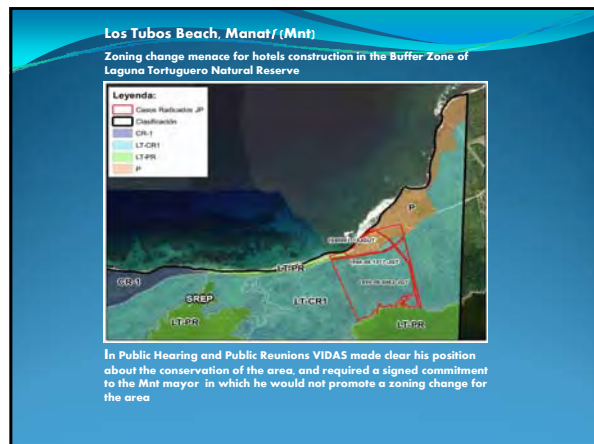 Los Tubos Beach, Manatí (Mnt)
Zoning change menace for hotels construction in the Buffer Zone of
Laguna Tortuguero Natural Reserve
Leyenda:
Casos Radicados JP
Clasificación
CR-1
LT-CR1
LT-PR
P
P
LT-PR
CR-1
SREP
LT-CR1
LT-PR
LT-PR
In Public Hearing and Public Reunions VIDAS made clear his position
about the conservation of the area, and required a signed commitment
to the Mnt mayor in which he would not promote a zoning change for
the area